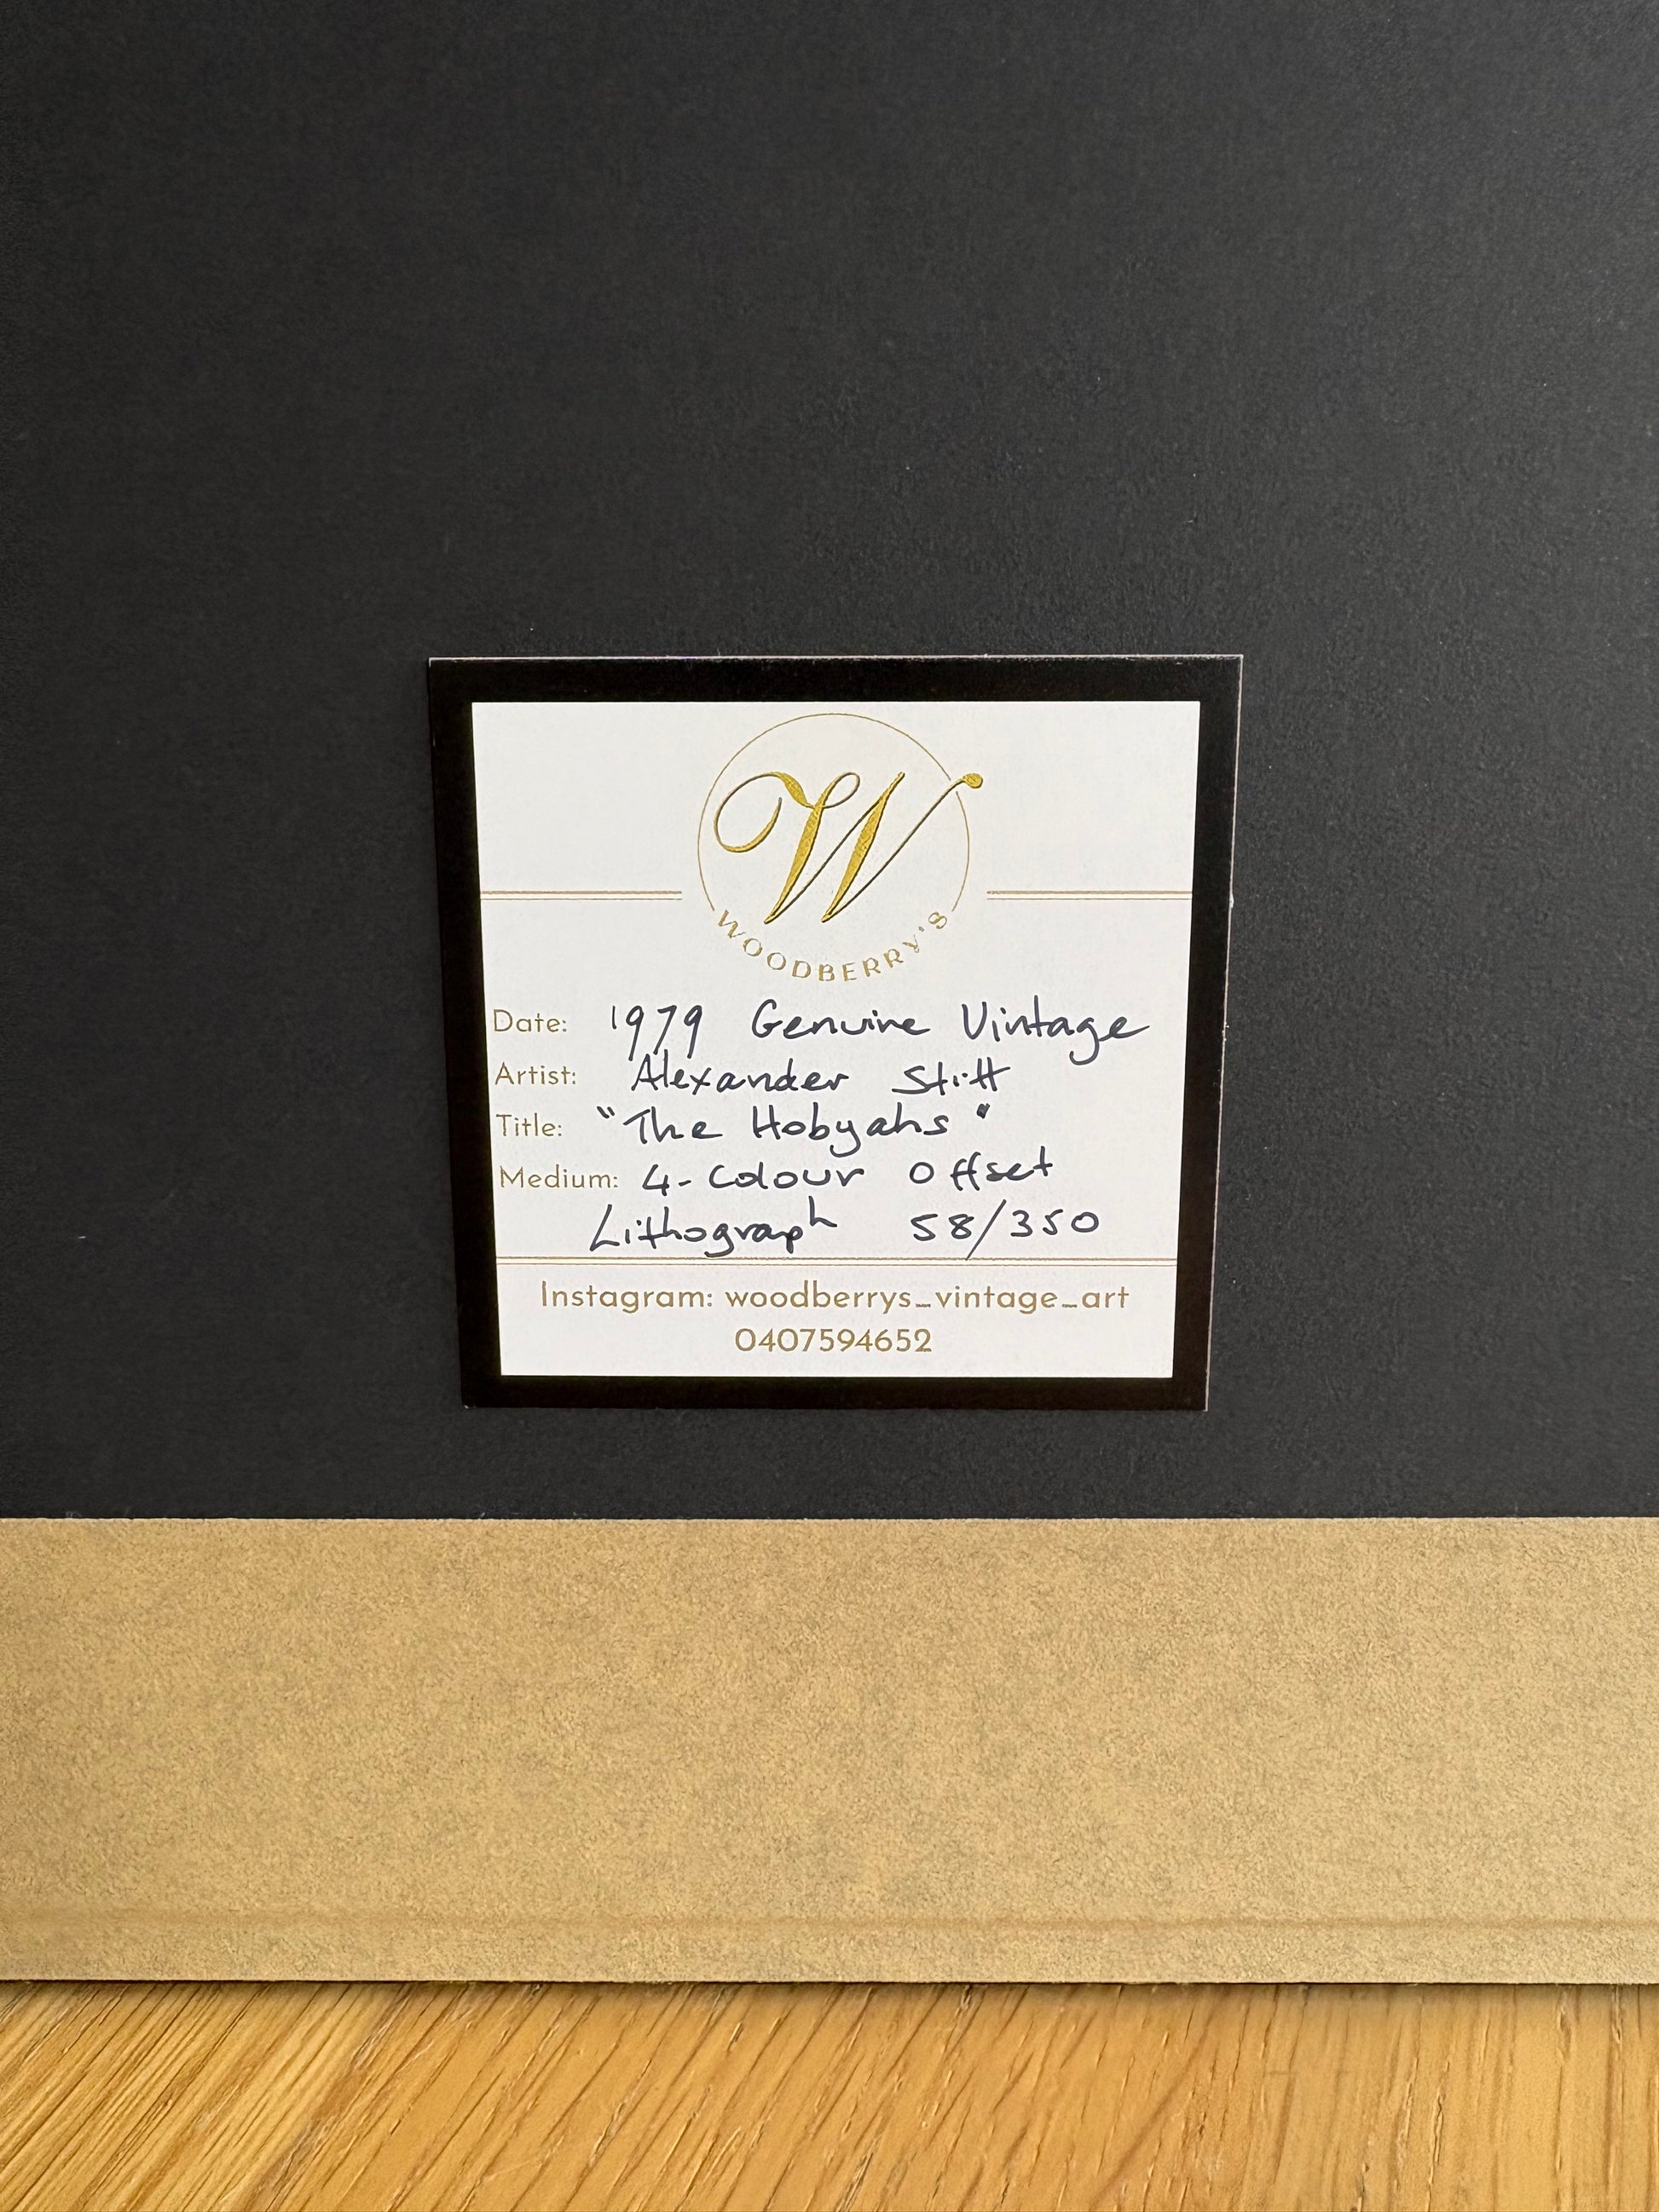 W
WOODBERRY'S
Date: 1979 Genuine Vintage
Artist: Alexander Stitt
Title: "The Hobyahs"
Medium: 4-Colour Offset
Lithograph 58/350
Instagram: woodberrys_vintage_art
0407594652